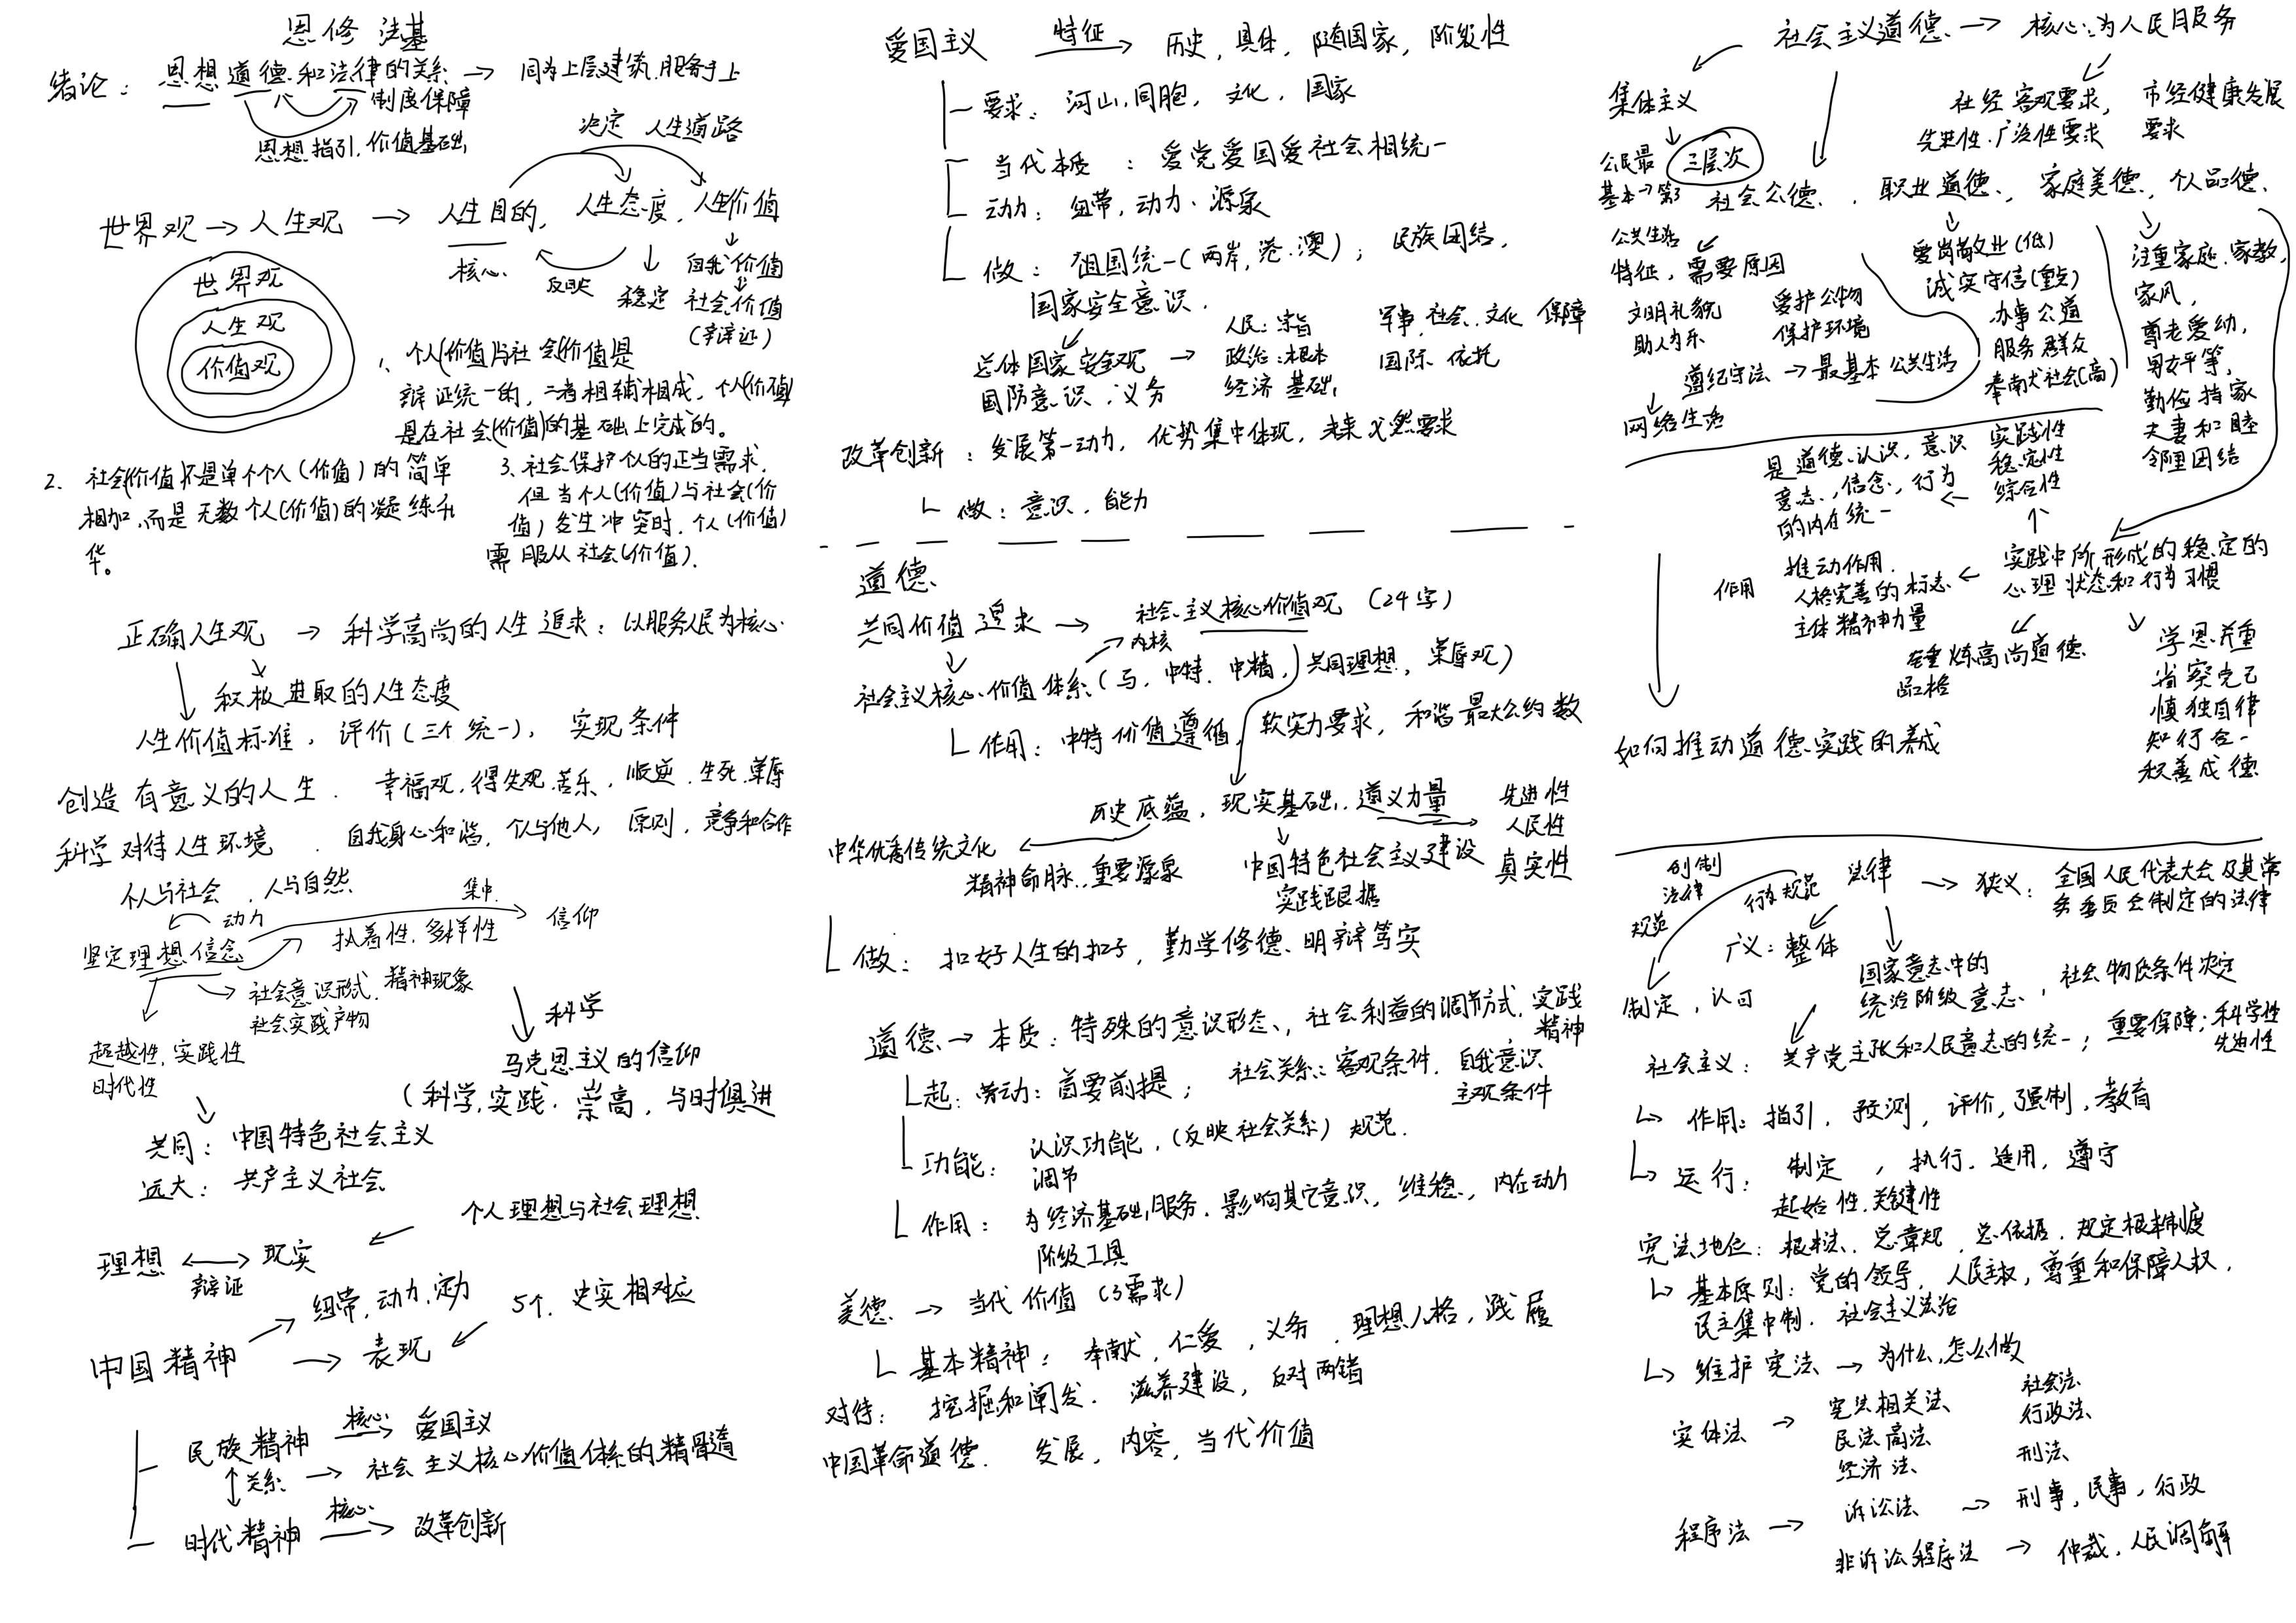 思修 法基
绪论: 思想道德和法律的关系 → 同为上层建筑,服务于上
制度保障
思想指引,价值基础
决定 人生道路
世界观 → 人生观 → 人生目的, 人生态度, 人生价值
核心
反映
稳定
自我价值
社会价值
(辩证)
世界观
人生观
价值观
1、个人(价值)与社会(价值)是
辩证统一的,二者相辅相成,个人(价值)
是在社会(价值)的基础上完成的。
2、社会(价值)不是单个个人(价值)的简单
相加,而是无数个人(价值)的凝练升
华。
3、社会保护个人的正当需求,
但当个人(价值)与社会(价
值)发生冲突时,个人(价值)
需服从社会(价值).
正确人生观 → 科学高尚的人生追求: 以服务人民为核心
积极进取的人生态度
人生价值标准, 评价(三个统一), 实现条件
创造有意义的人生. 幸福观,得失观,苦乐, 顺逆,生死,荣辱
科学对待人生环境. 自我身心和谐, 个人与他人, 原则, 竞争和合作
个人与社会, 人与自然
动力
集中
坚定理想信念
执着性,多样性
信仰
社会意识形式,精神现象
社会实践产物
超越性,实践性
时代性
科学
马克思主义的信仰
(科学,实践,崇高,与时俱进
共同: 中国特色社会主义
远大: 共产主义社会
个人理想与社会理想
理想 ↔ 现实
辩证
纽带,动力,定力
5个,史实相对应
中国精神 → 表现
民族精神 核心 → 爱国主义
关系 → 社会主义核心价值体系的精髓
时代精神 核心 → 改革创新
爱国主义 特征 → 历史,具体,随国家,阶级性
要求: 河山,同胞,文化,国家
当代本质: 爱党爱国爱社会相统一
动力: 纽带,动力、源泉
做: 祖国统一(两岸,港、澳); 民族团结,
国家安全意识.
总体国家安全观 →
人民:宗旨
政治:根本
经济 基础,
军事,社会,文化 保障
国际 依托
国防意识,义务
改革创新: 发展第一动力, 优势集中体现, 未来必然要求
做: 意识,能力
道德
共同价值追求 → 社会主义核心价值观 (24字)
内核
社会主义核心价值体系(马,中特,中精,共同理想,荣辱观)
作用: 中特价值遵循, 软实力要求, 和谐最大公约数
历史底蕴, 现实基础,道义力量
先进性
人民性
真实性
中华优秀传统文化
精神命脉,重要源泉
中国特色社会主义建设
实践根据
做: 扣好人生的扣子, 勤学修德、明辩笃实
道德 → 本质: 特殊的意识形态,社会利益的调节方式,实践
精神
起: 劳动: 首要前提; 社会关系: 客观条件. 自我意识
主观条件
功能: 认识功能,(反映社会关系) 规范.
调节
作用: 为经济基础服务,影响其它意识,维稳,内在动力
阶级工具
美德 → 当代价值 (3需求)
基本精神: 奉献,仁爱,义务,理想人格,践履
对待: 挖掘和阐发. 滋养建设, 反对两错
中国革命道德. 发展,内容,当代价值
社会主义道德 → 核心:为人民服务
集体主义
社经客观要求,
先进性,广泛性要求
市经健康发展
要求
公民最
基本→第3
三层次
社会公德, 职业道德, 家庭美德, 个人品德
公共生活
特征,需要原因
文明礼貌
助人为乐
爱护公物
保护环境
遵纪守法 → 最基本公共生活
网络生活
爱岗敬业(低)
诚实守信(重点)
办事公道
服务群众
奉献社会(高)
注重家庭,家教,
家风,
尊老爱幼,
男女平等,
勤俭持家
夫妻和睦
邻里团结
是道德认识,意识
意志,信念,行为
的内在统一
实践性
稳定性
综合性
实践中所形成的稳定的
心理状态和行为习惯
作用
推动作用.
人格完善的标志
主体精神力量
锤炼高尚道德
品格
学思并重
省察克己
慎独自律
知行合一
积善成德
如何推动道德实践的养成
创制
法律
规范
行为规范
法律 → 狭义: 全国人民代表大会及其常
务委员会制定的法律
广义:整体
制定,认可
国家意志中的
统治阶级意志, 社会物质条件决定
社会主义: 共产党主张和人民意志的统一; 重要保障;科学性
先进性
作用: 指引,预测,评价,强制,教育
运行: 制定,执行,适用,遵守
起始性,关键性
宪法地位: 根本法、总章规,总依据,规定根本制度
基本原则: 党的领导,人民主权,尊重和保障人权,
民主集中制,社会主义法治
维护宪法 → 为什么,怎么做
实体法 →
宪法相关法
民法商法
经济法
社会法
行政法
刑法
程序法 → 诉讼法 → 刑事,民事,行政
非诉讼程序法 → 仲裁,人民调解